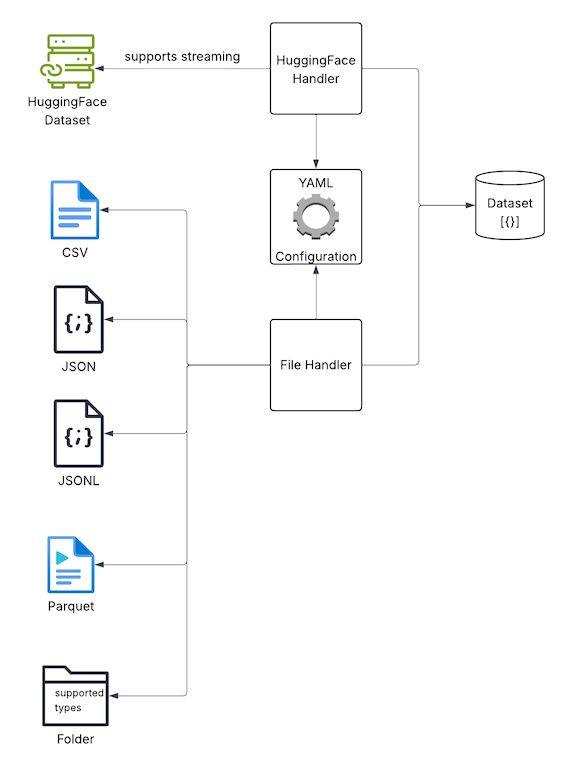 supports streaming
HuggingFace
Handler
HuggingFace
Dataset
YAML
Configuration
Dataset
[{}]
CSV
{;}
JSON
File Handler
{;}
JSONL
Parquet
supported
types
Folder